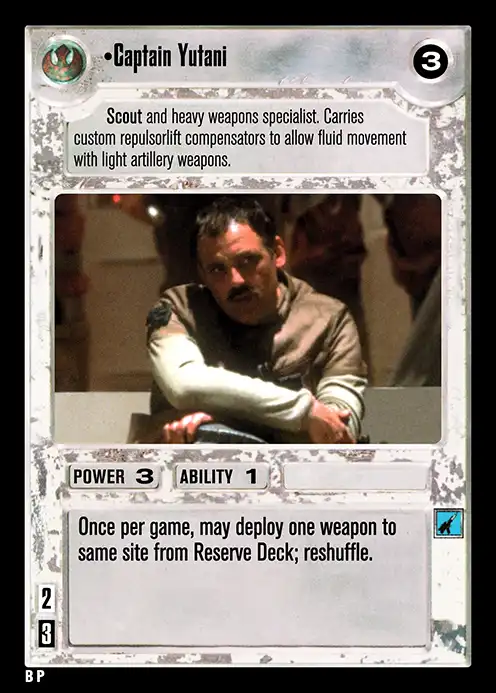 •Captain Yutani
3
Scout and heavy weapons specialist. Carries
custom repulsorlift compensators to allow fluid movement
with light artillery weapons.
POWER 3 ABILITY 1
Once per game, may deploy one weapon to
same site from Reserve Deck; reshuffle.
2
3
B P